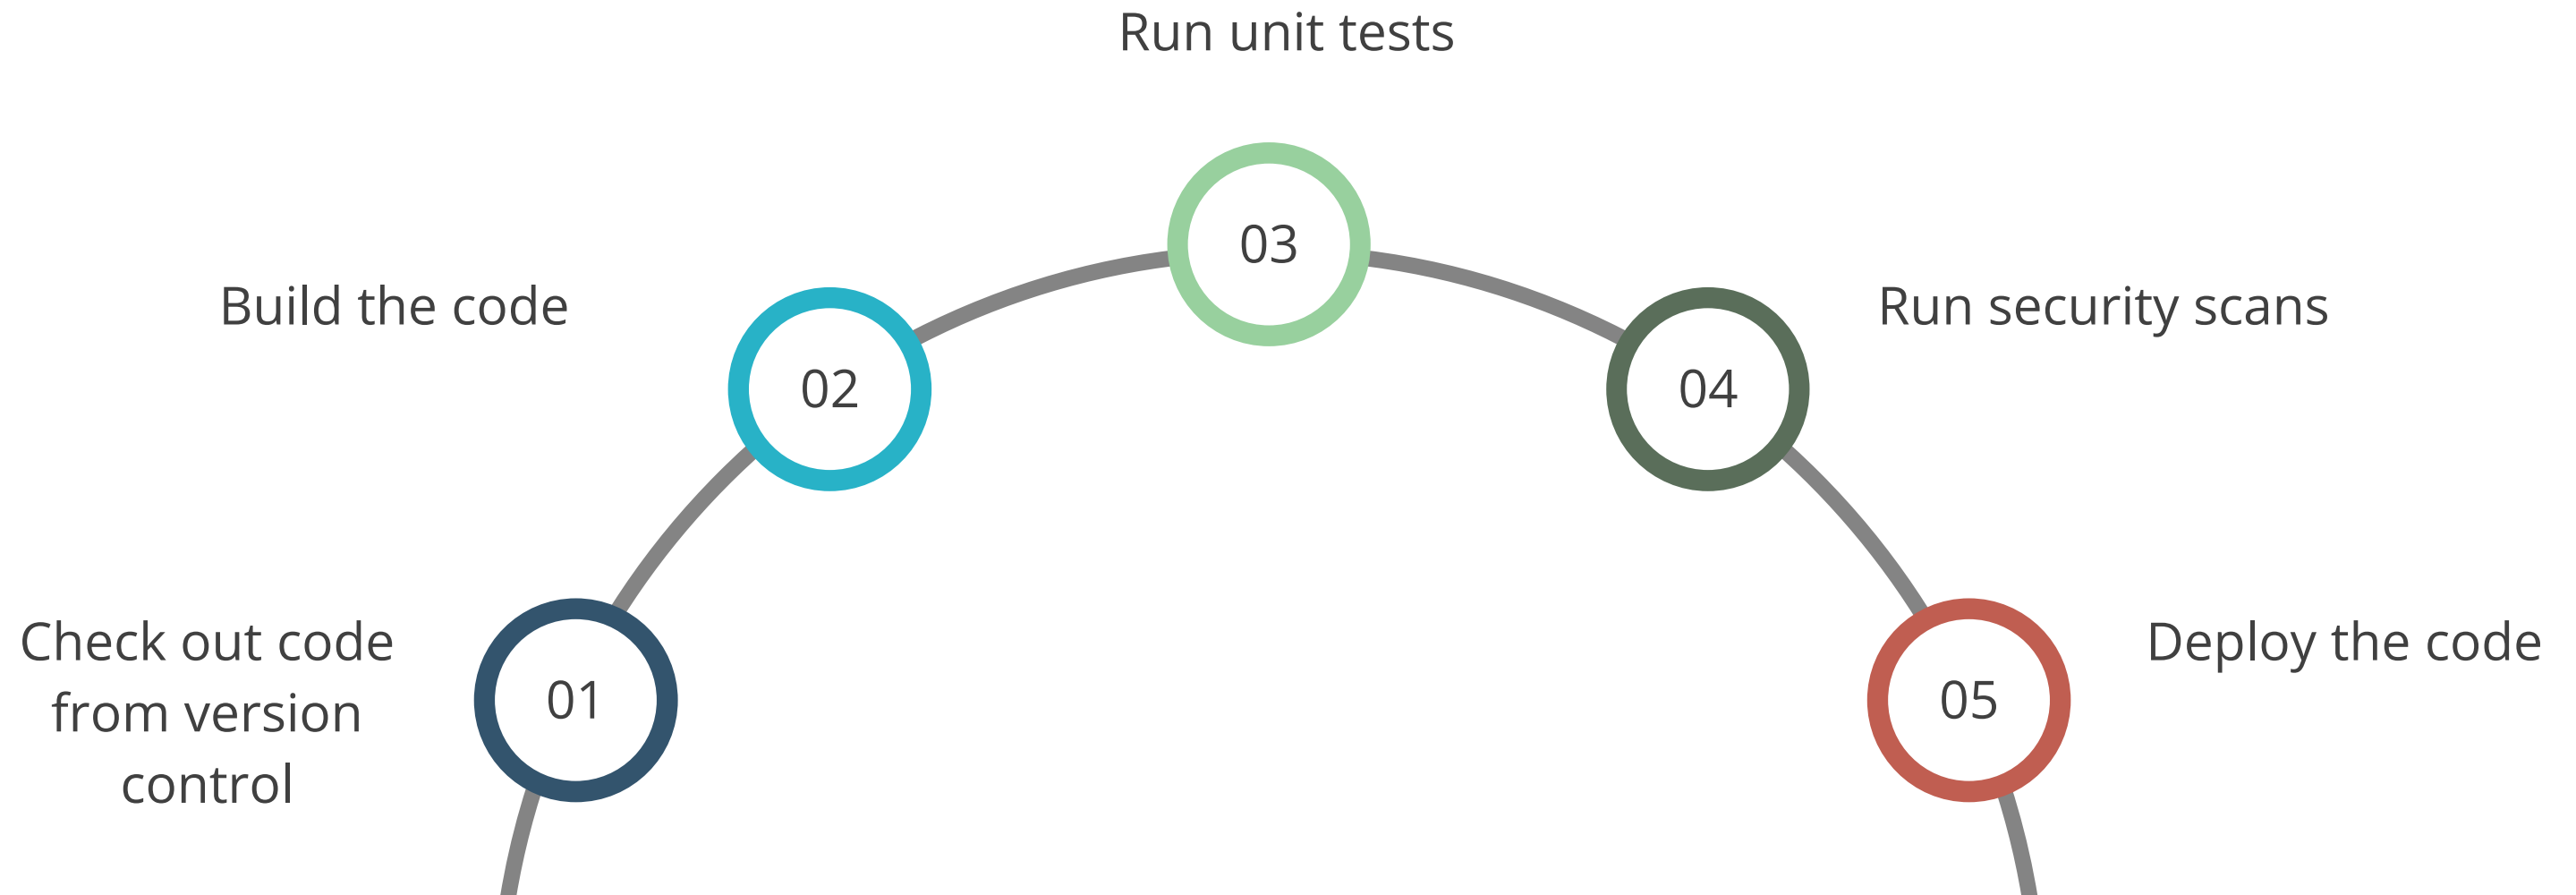 Run unit tests
03
Build the code
Run security scans
02
04
Check out code
from version
control
01
05
Deploy the code